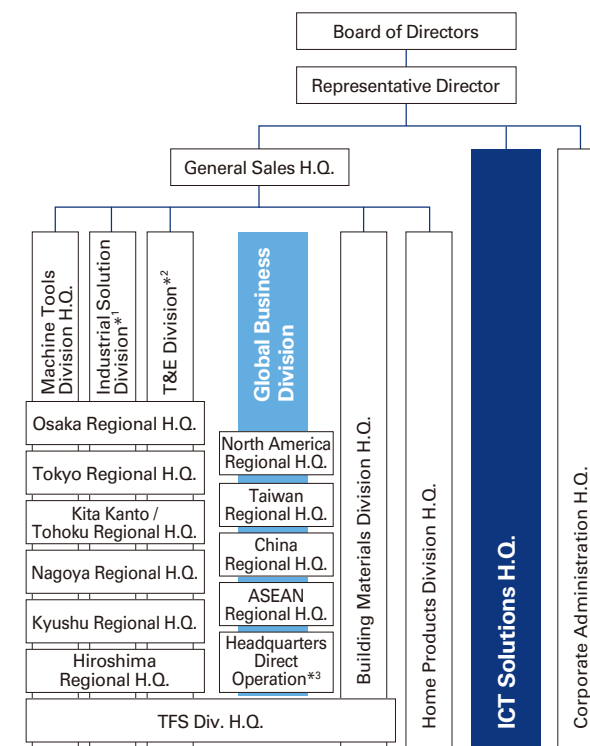 Board of Directors
Representative Director
General Sales H.Q.
Machine Tools
Division H.Q.
Industrial Solution
Division*1
T&E Division*2
Global Business
Division
Building Materials Division H.Q.
Home Products Division H.Q.
ICT Solutions H.Q.
Corporate Administration H.Q.
Osaka Regional H.Q.
Tokyo Regional H.Q.
Kita Kanto /
Tohoku Regional H.Q.
Nagoya Regional H.Q.
Kyushu Regional H.Q.
Hiroshima
Regional H.Q.
North America
Regional H.Q.
Taiwan
Regional H.Q.
China
Regional H.Q.
ASEAN
Regional H.Q.
Headquarters
Direct
Operation*3
TFS Div. H.Q.